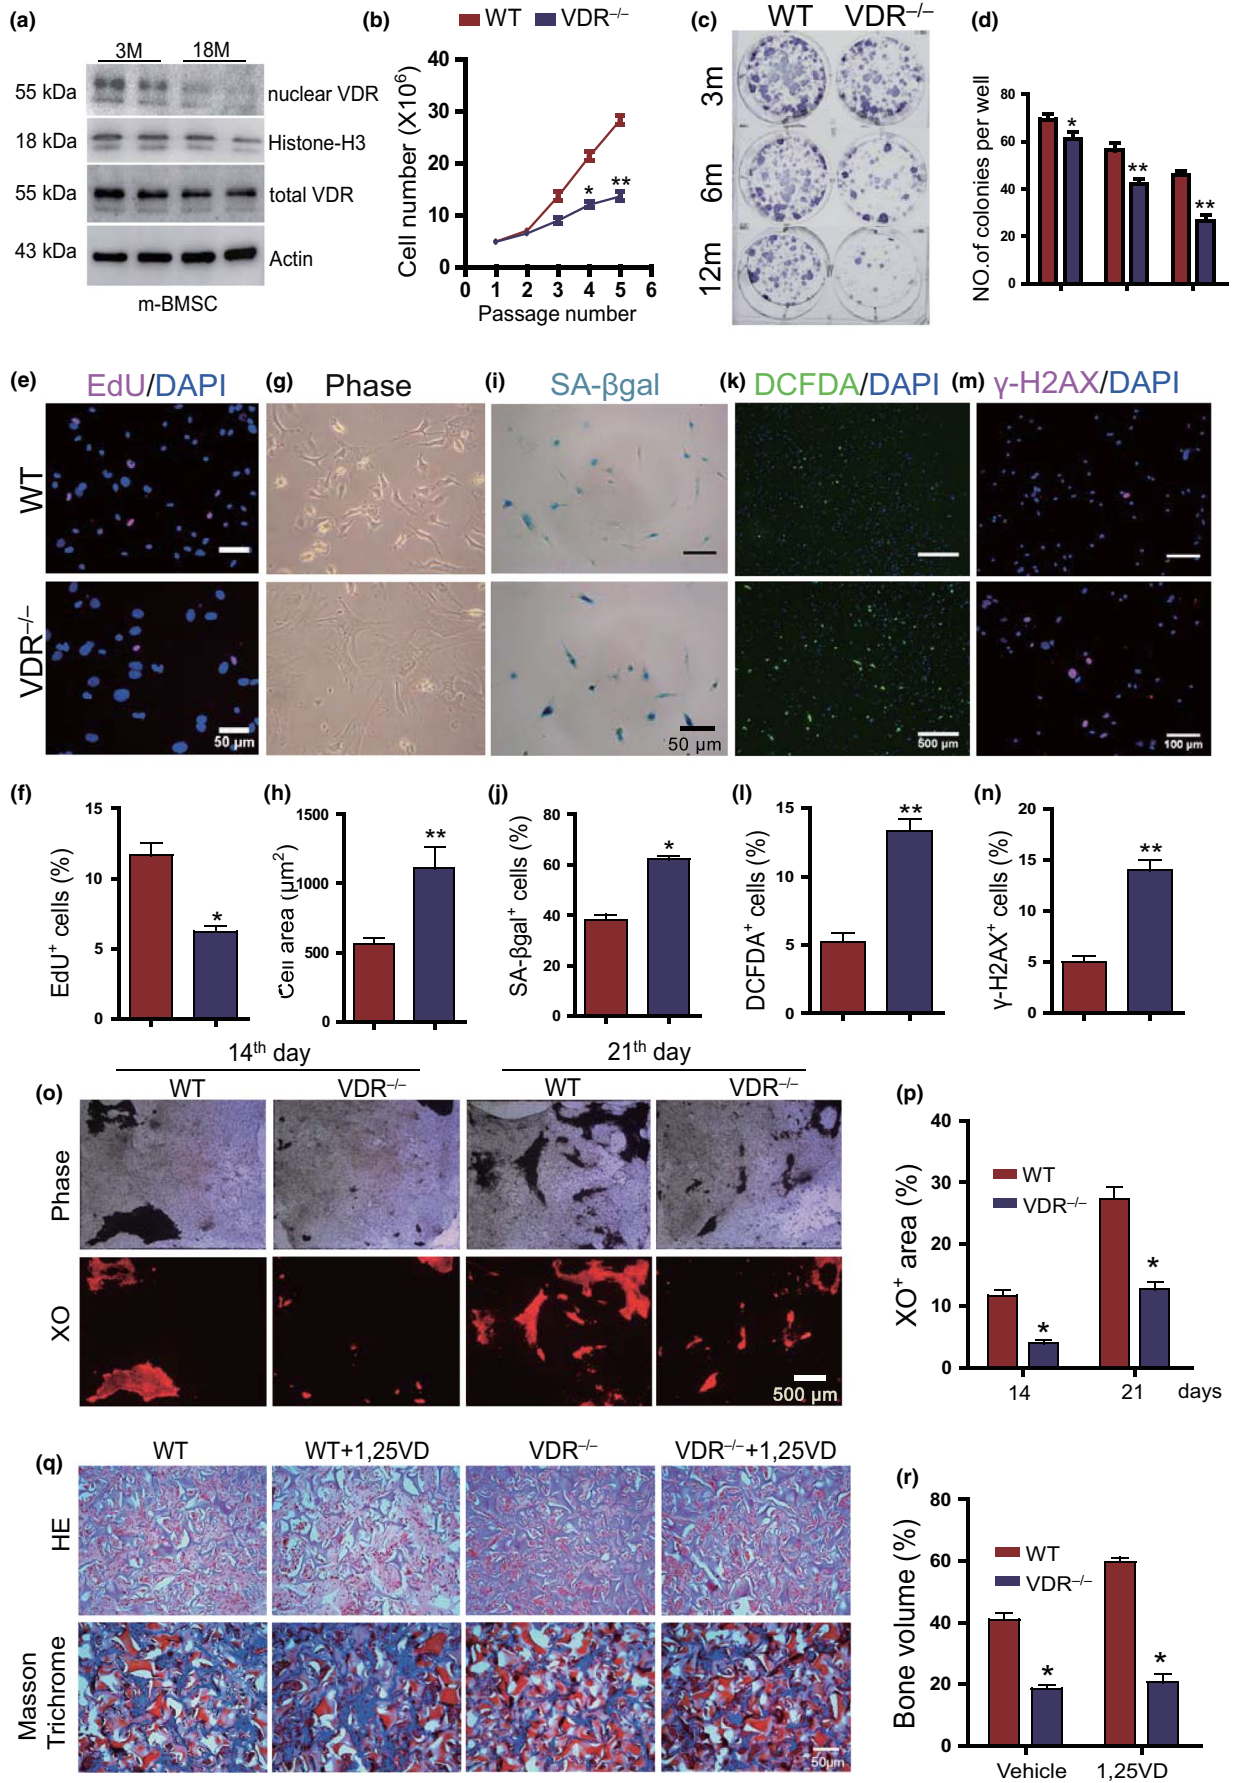 (a)
3M 18M
55 kDa nuclear VDR
18 kDa Histone-H3
55 kDa total VDR
43 kDa Actin
m-BMSC
(b) WT VDR–/–
Cell number (X10⁶)
40
30
20
10
0
* **
0 1 2 3 4 5 6
Passage number
(c) WT VDR–/–
3m
6m
12m
(d)
NO.of colonies per well
80
60
40
20
0
* ** **
(e) EdU/DAPI (g) Phase (i) SA-βgal (k) DCFDA/DAPI (m) γ-H2AX/DAPI
WT
VDR–/–
50 µm 50 µm 500 µm 100 µm
(f)
EdU⁺ cells (%)
15
10
5
0
*
(h)
Cell area (µm²)
1500
1000
500
0
**
(j)
SA-βgal⁺ cells (%)
80
60
40
20
0
*
(l)
DCFDA⁺ cells (%)
15
10
5
0
**
(n)
γ-H2AX⁺ cells (%)
20
15
10
5
0
**
14th day 21th day
(o) WT VDR–/– WT VDR–/–
Phase
XO
500 µm
(p)
XO⁺ area (%)
40
30
20
10
0
WT
VDR–/–
* *
14 21 days
(q) WT WT+1,25VD VDR–/– VDR–/–+1,25VD
HE
Masson
Trichrome
50µm
(r)
Bone volume (%)
80
60
40
20
0
WT
VDR–/–
* *
Vehicle 1,25VD